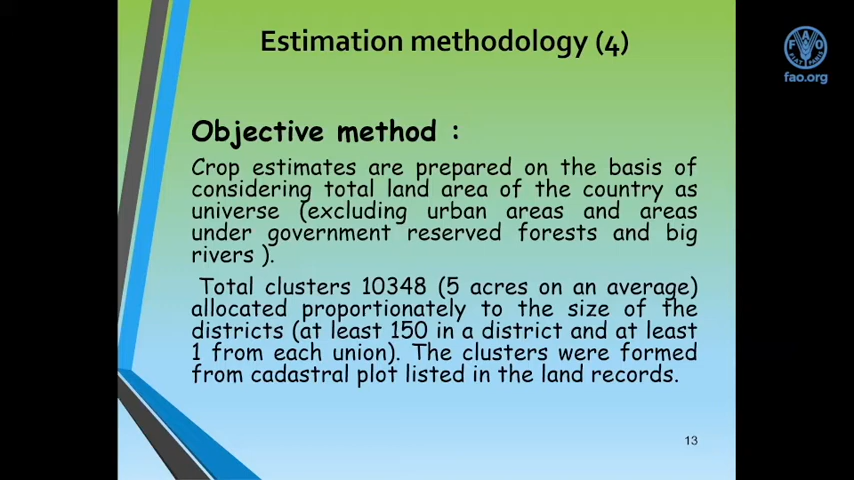 Estimation methodology (4)
FAO
FIAT PANIS
fao.org
Objective method :
Crop estimates are prepared on the basis of
considering total land area of the country as
universe (excluding urban areas and areas
under government reserved forests and big
rivers ).
Total clusters 10348 (5 acres on an average)
allocated proportionately to the size of the
districts (at least 150 in a district and at least
1 from each union). The clusters were formed
from cadastral plot listed in the land records.
13